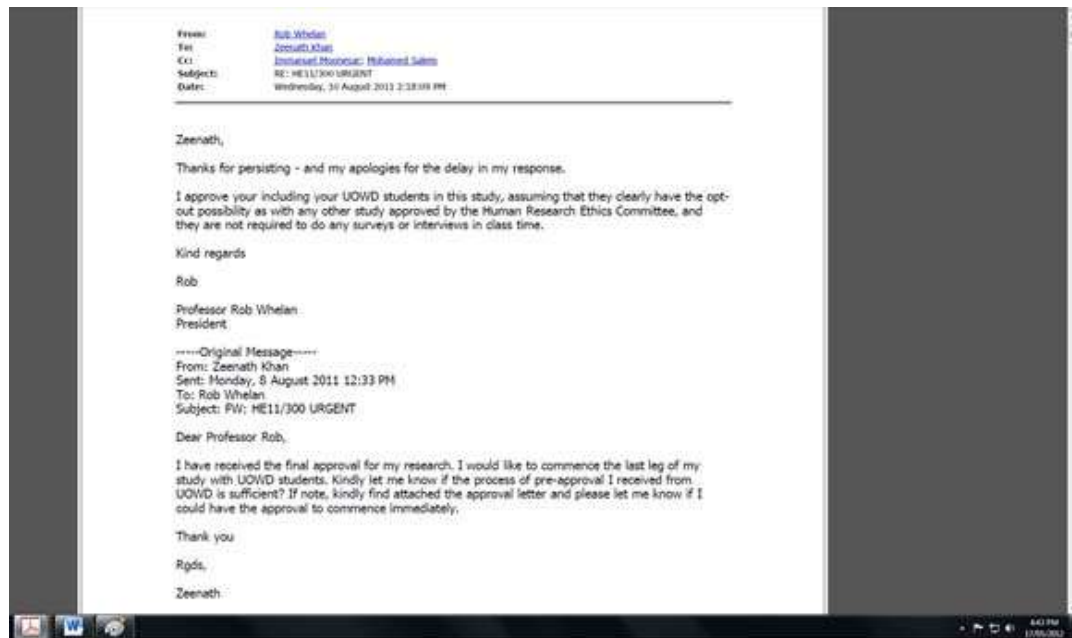 From: Rob Whelan
To: Zeenath Khan
Cc: Immanuel Moonesar; Mohamed Salem
Subject: RE: HE11/300 URGENT
Date: Wednesday, 10 August 2011 2:18:09 PM
Zeenath,
Thanks for persisting - and my apologies for the delay in my response.
I approve your including your UOWD students in this study, assuming that they clearly have the opt-
out possibility as with any other study approved by the Human Research Ethics Committee, and
they are not required to do any surveys or interviews in class time.
Kind regards
Rob
Professor Rob Whelan
President
-----Original Message-----
From: Zeenath Khan
Sent: Monday, 8 August 2011 12:33 PM
To: Rob Whelan
Subject: FW: HE11/300 URGENT
Dear Professor Rob,
I have received the final approval for my research. I would like to commence the last leg of my
study with UOWD students. Kindly let me know if the process of pre-approval I received from
UOWD is sufficient? If note, kindly find attached the approval letter and please let me know if I
could have the approval to commence immediately.
Thank you
Rgds,
Zeenath
6:43 PM
17/05/2012